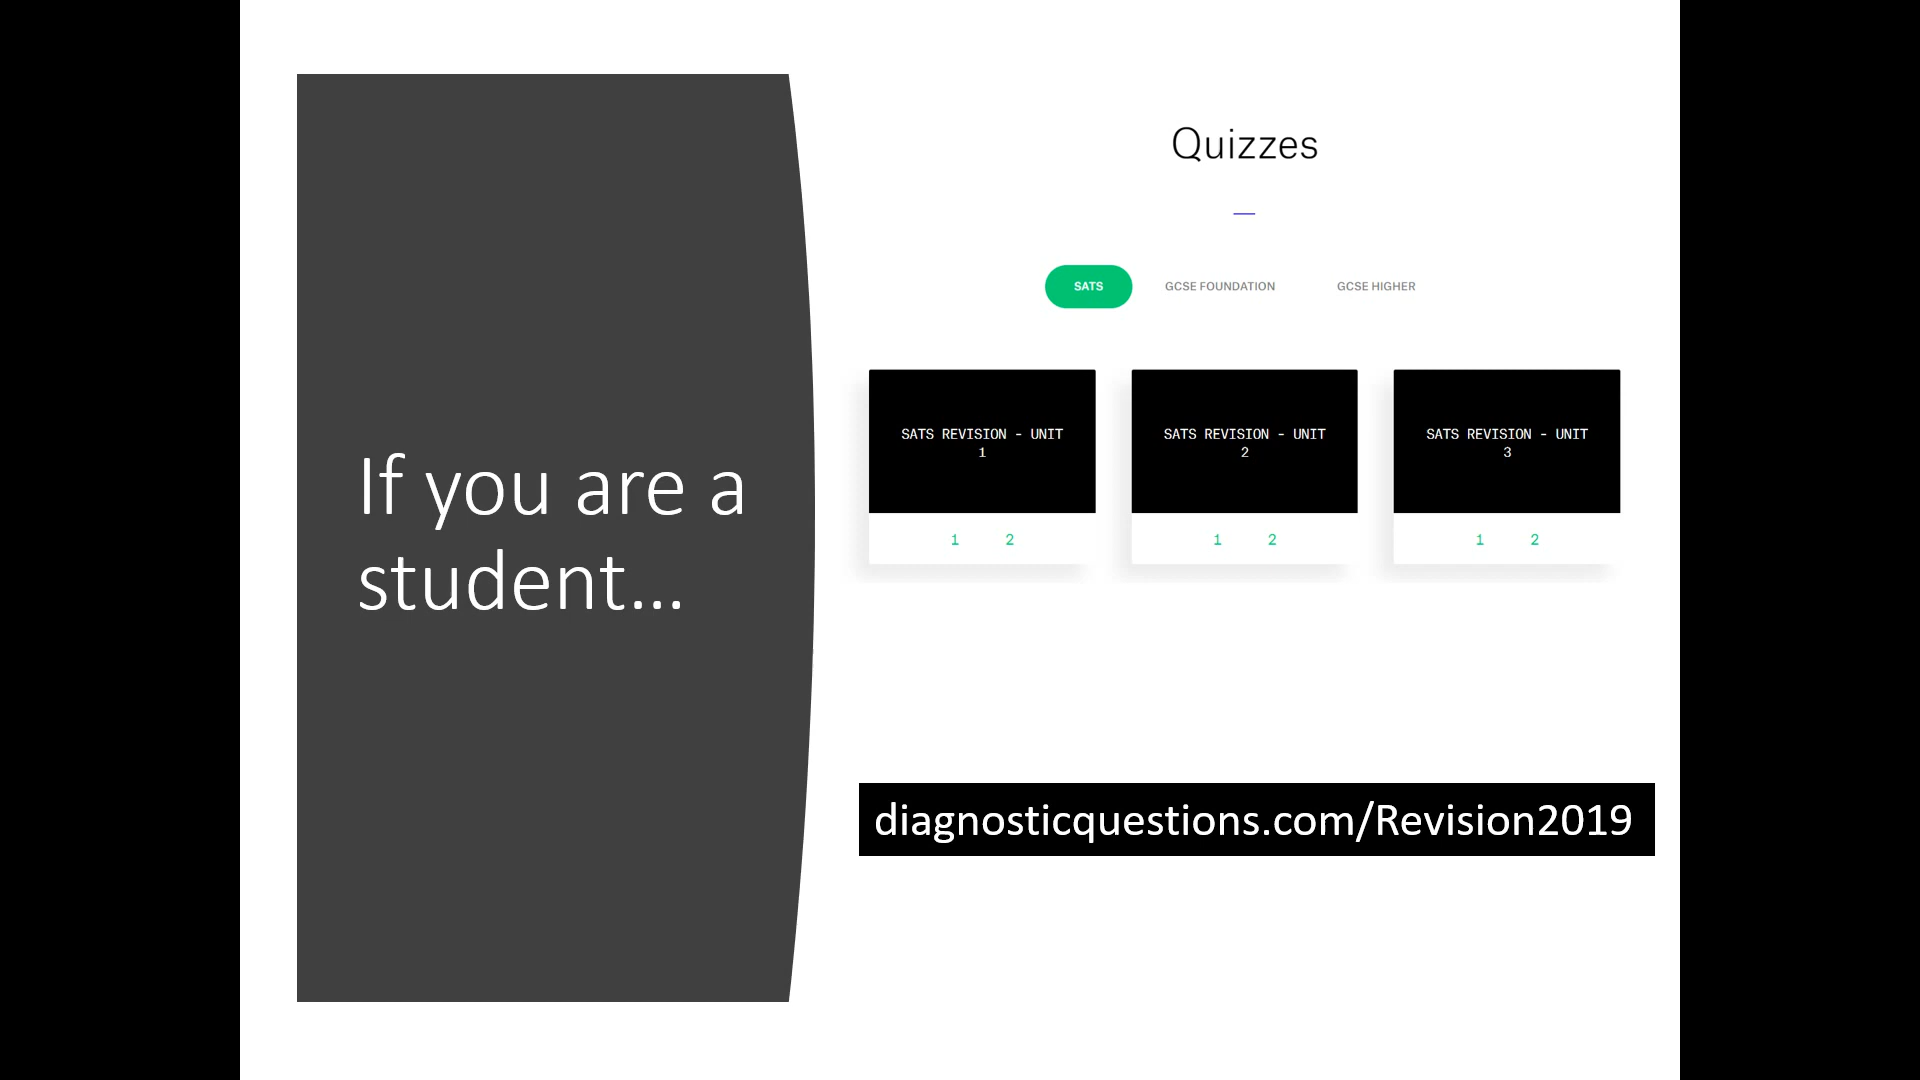 If you are a
student...
Quizzes
SATS GCSE FOUNDATION GCSE HIGHER
SATS REVISION - UNIT
1
1 2
SATS REVISION - UNIT
2
1 2
SATS REVISION - UNIT
3
1 2
diagnosticquestions.com/Revision2019